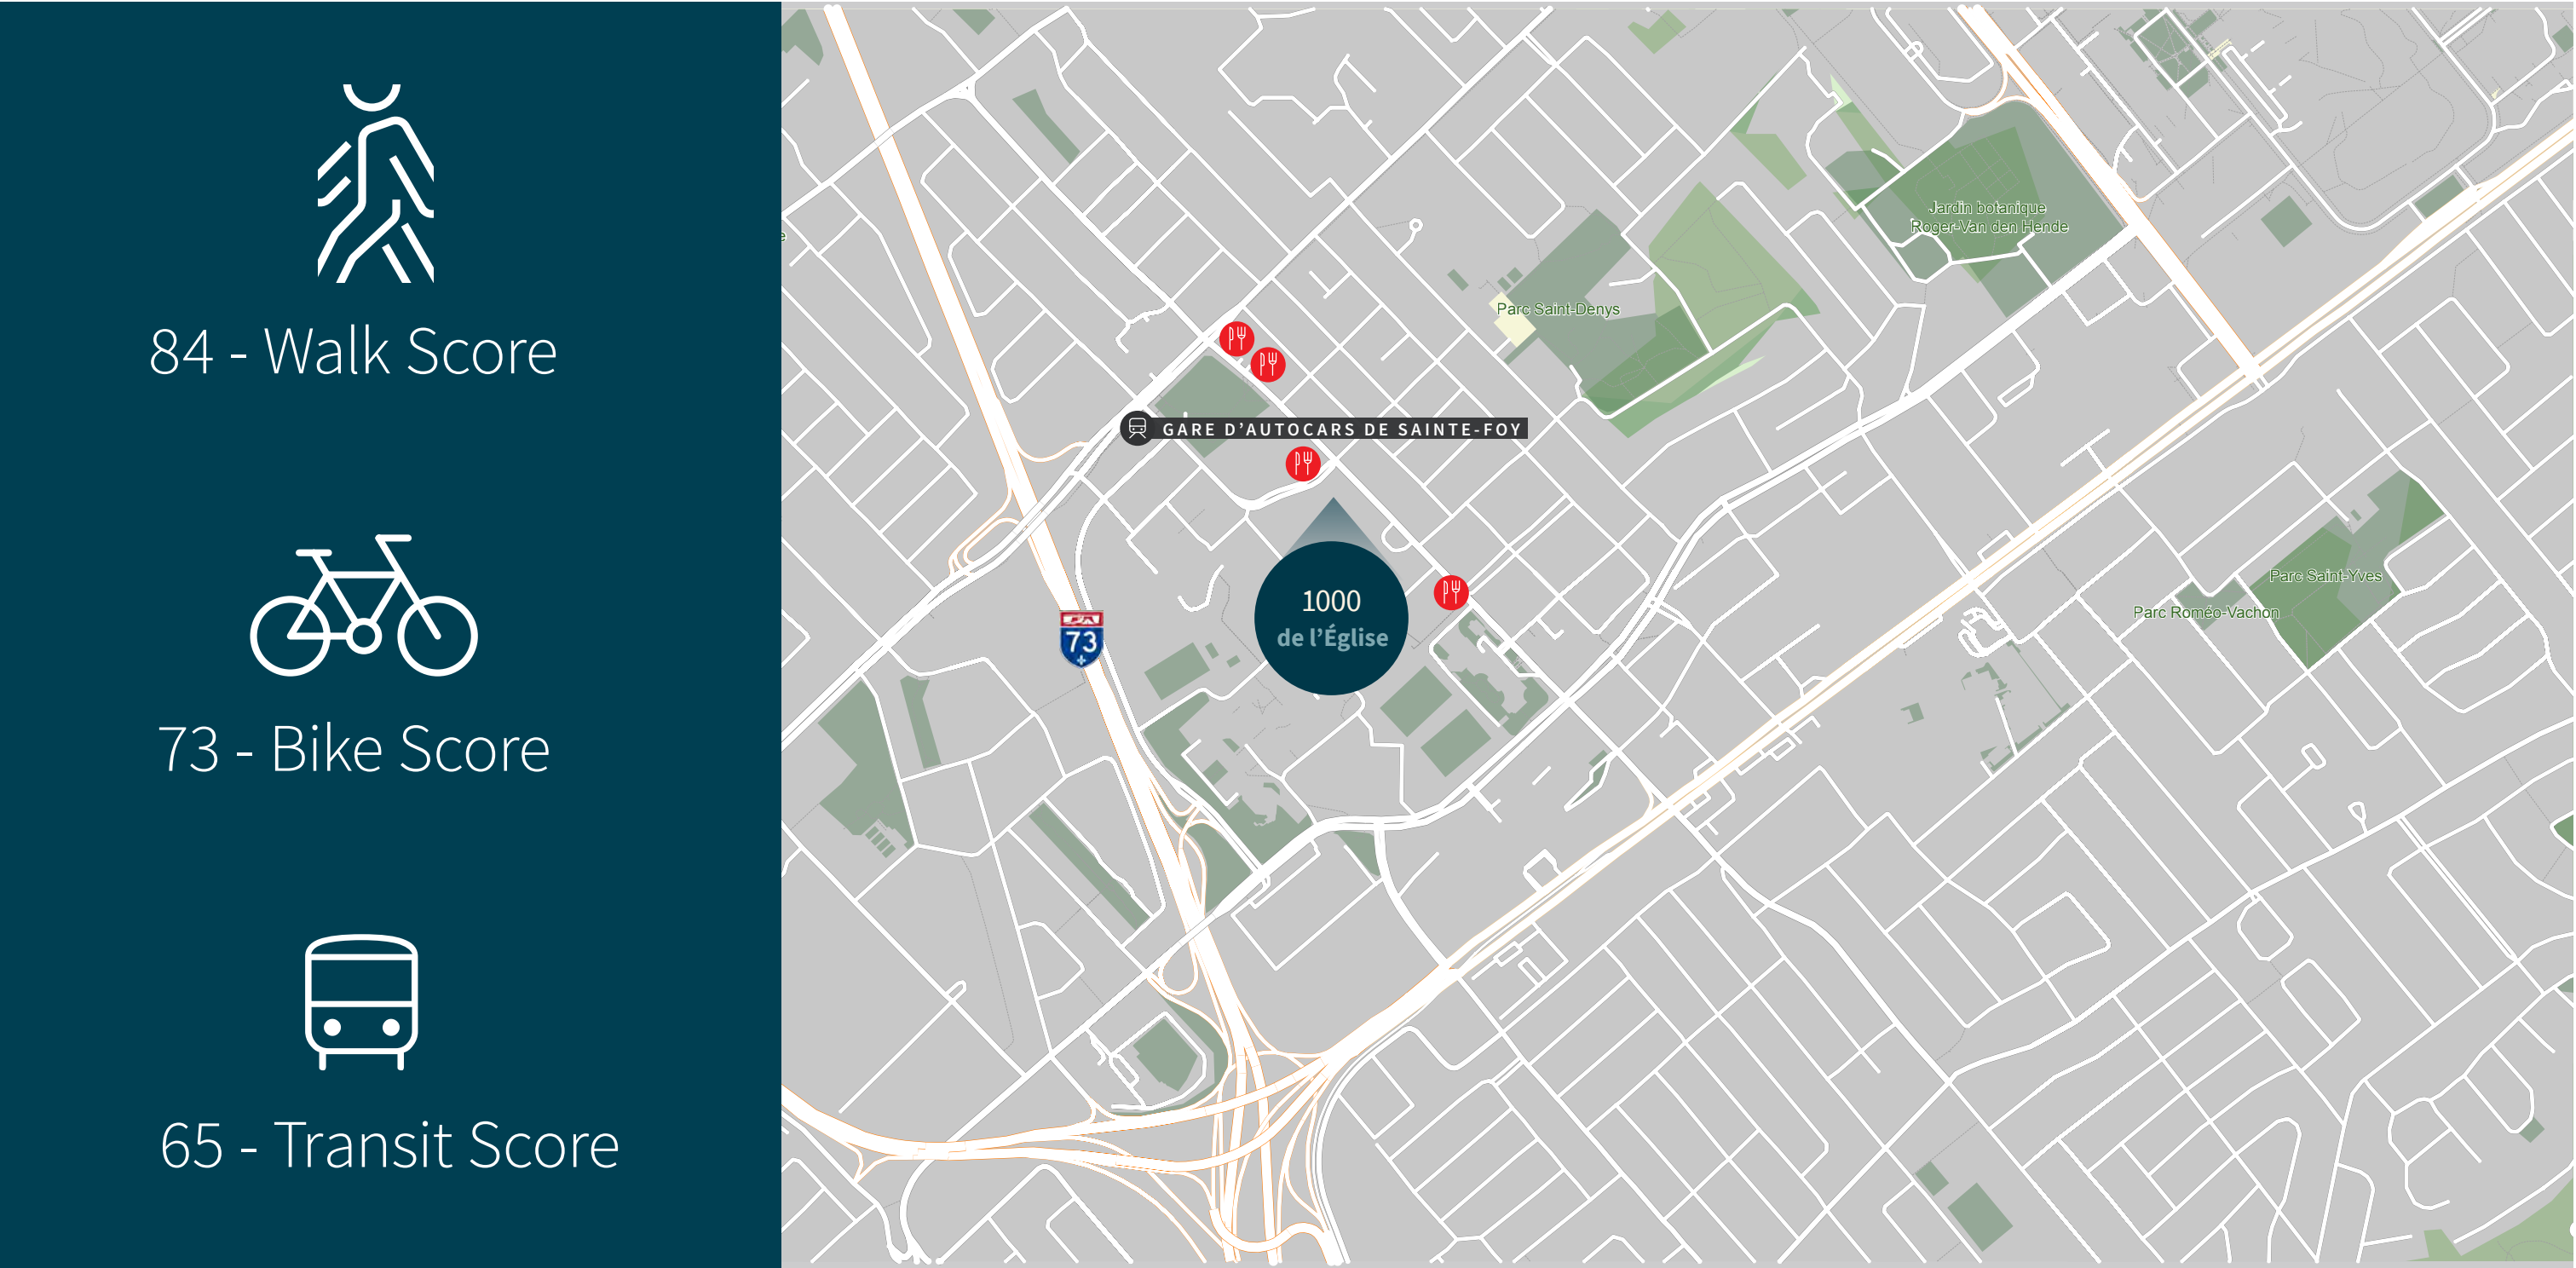 84 - Walk Score
73 - Bike Score
65 - Transit Score
Jardin botanique
Roger-Van den Hende
Parc Saint-Denys
GARE D’AUTOCARS DE SAINTE-FOY
1000
de l’Église
73
Parc Saint-Yves
Parc Roméo-Vachon